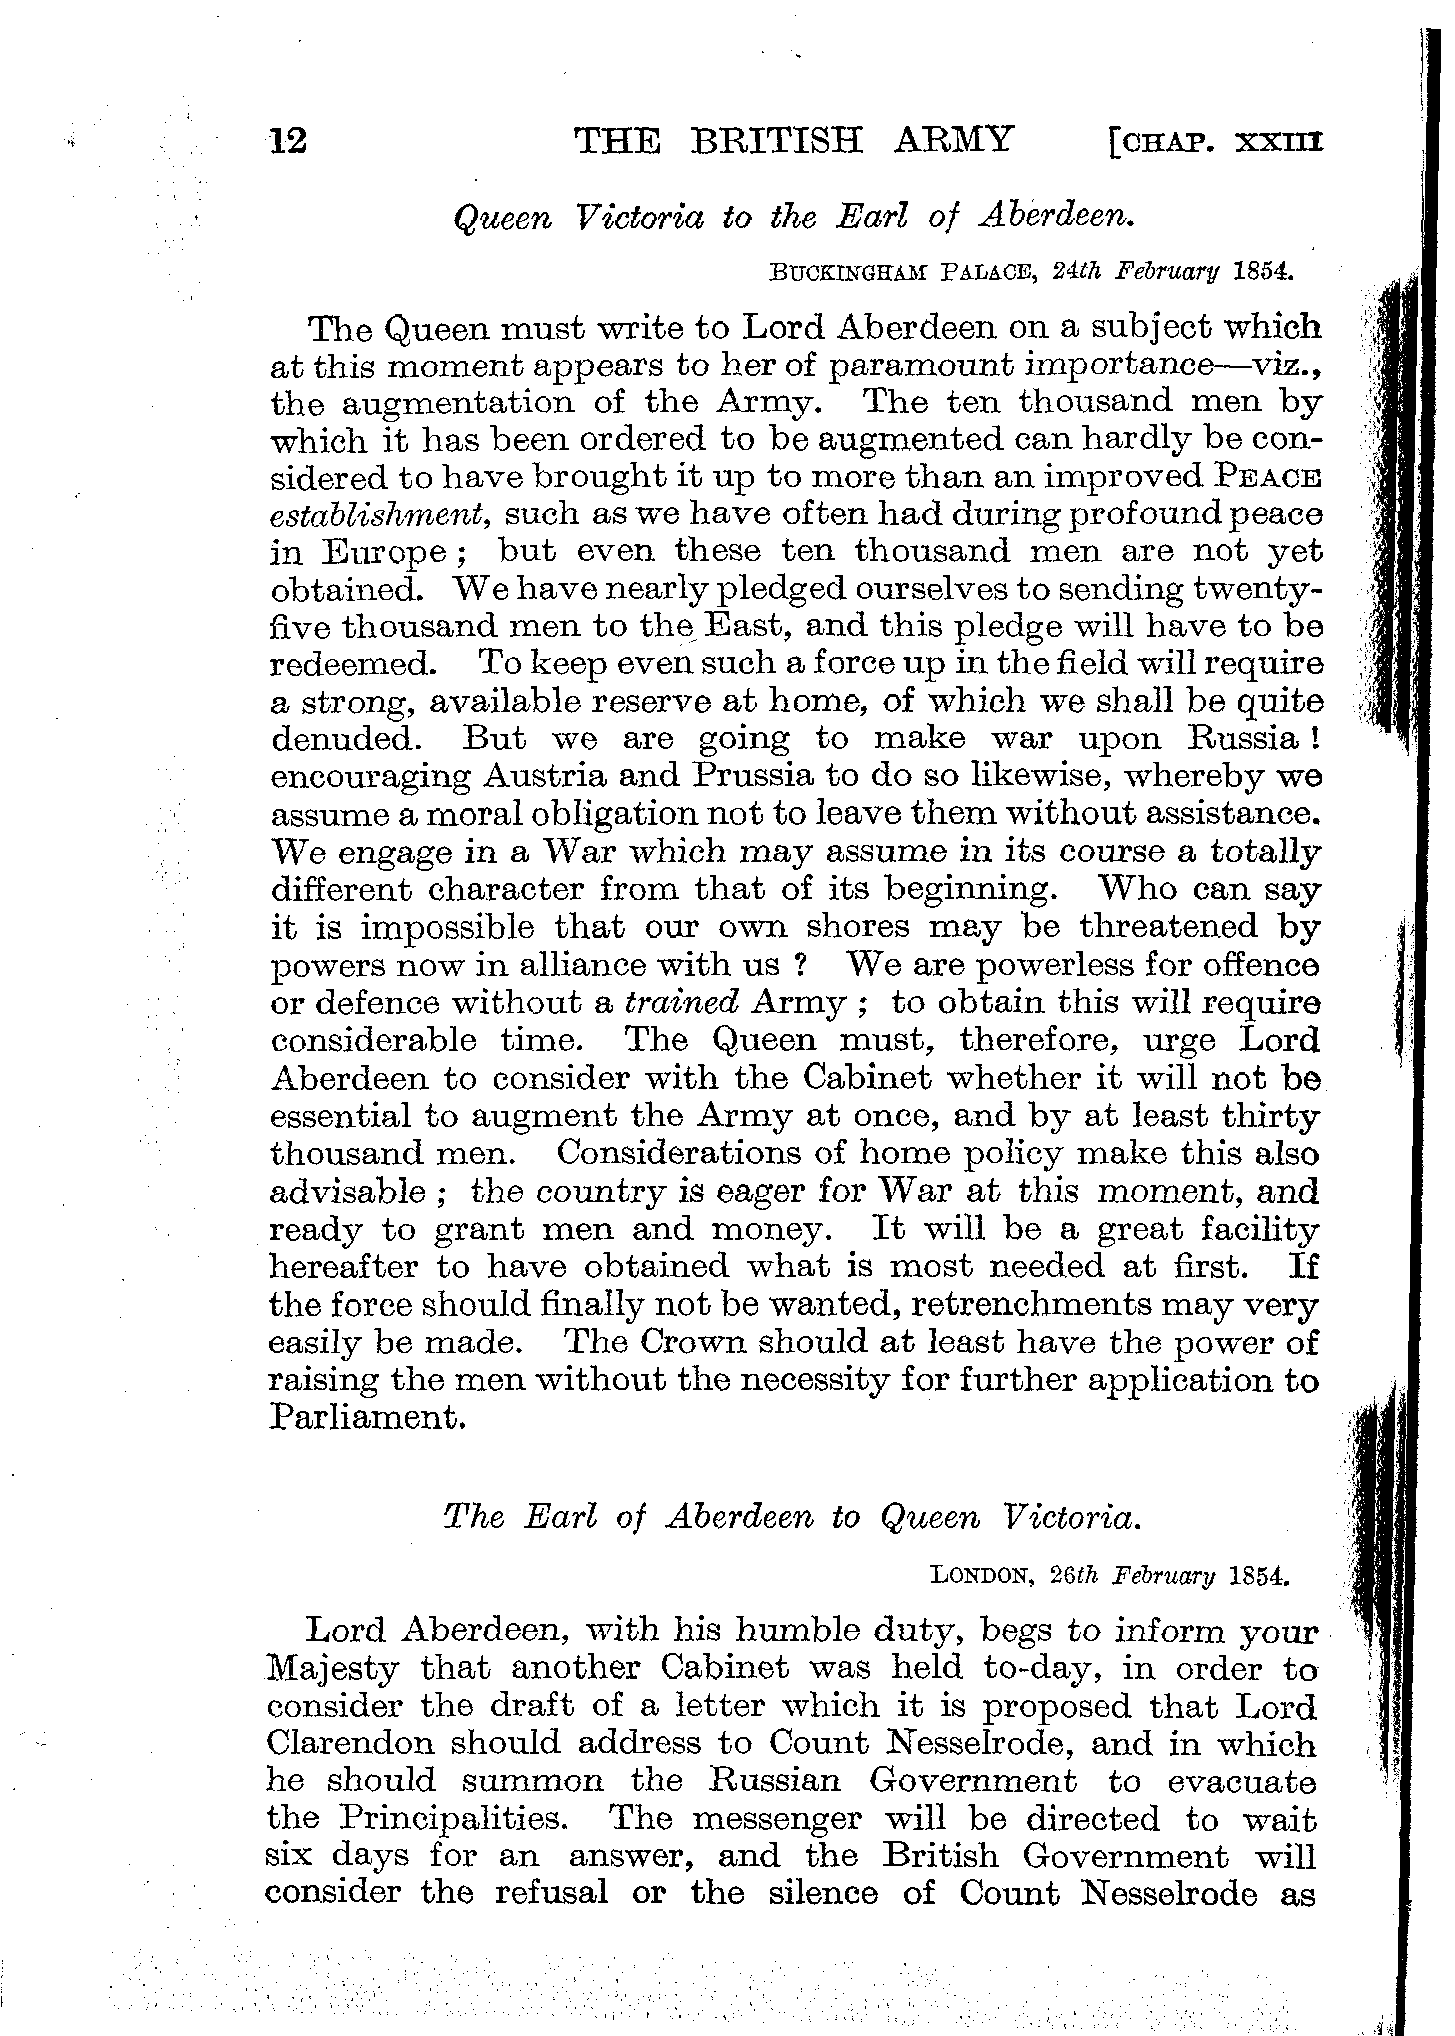 12 THE BRITISH ARMY [CHAP. XXIII
Queen Victoria to the Earl of Aberdeen.
BUCKINGHAM PALACE, 24th February 1854.
The Queen must write to Lord Aberdeen on a subject which
at this moment appears to her of paramount importance—viz.,
the augmentation of the Army. The ten thousand men by
which it has been ordered to be augmented can hardly be con-
sidered to have brought it up to more than an improved PEACE
establishment, such as we have often had during profound peace
in Europe ; but even these ten thousand men are not yet
obtained. We have nearly pledged ourselves to sending twenty-
five thousand men to the East, and this pledge will have to be
redeemed. To keep even such a force up in the field will require
a strong, available reserve at home, of which we shall be quite
denuded. But we are going to make war upon Russia !
encouraging Austria and Prussia to do so likewise, whereby we
assume a moral obligation not to leave them without assistance.
We engage in a War which may assume in its course a totally
different character from that of its beginning. Who can say
it is impossible that our own shores may be threatened by
powers now in alliance with us ? We are powerless for offence
or defence without a trained Army ; to obtain this will require
considerable time. The Queen must, therefore, urge Lord
Aberdeen to consider with the Cabinet whether it will not be
essential to augment the Army at once, and by at least thirty
thousand men. Considerations of home policy make this also
advisable ; the country is eager for War at this moment, and
ready to grant men and money. It will be a great facility
hereafter to have obtained what is most needed at first. If
the force should finally not be wanted, retrenchments may very
easily be made. The Crown should at least have the power of
raising the men without the necessity for further application to
Parliament.
The Earl of Aberdeen to Queen Victoria.
LONDON, 26th February 1854.
Lord Aberdeen, with his humble duty, begs to inform your
Majesty that another Cabinet was held to-day, in order to
consider the draft of a letter which it is proposed that Lord
Clarendon should address to Count Nesselrode, and in which
he should summon the Russian Government to evacuate
the Principalities. The messenger will be directed to wait
six days for an answer, and the British Government will
consider the refusal or the silence of Count Nesselrode as